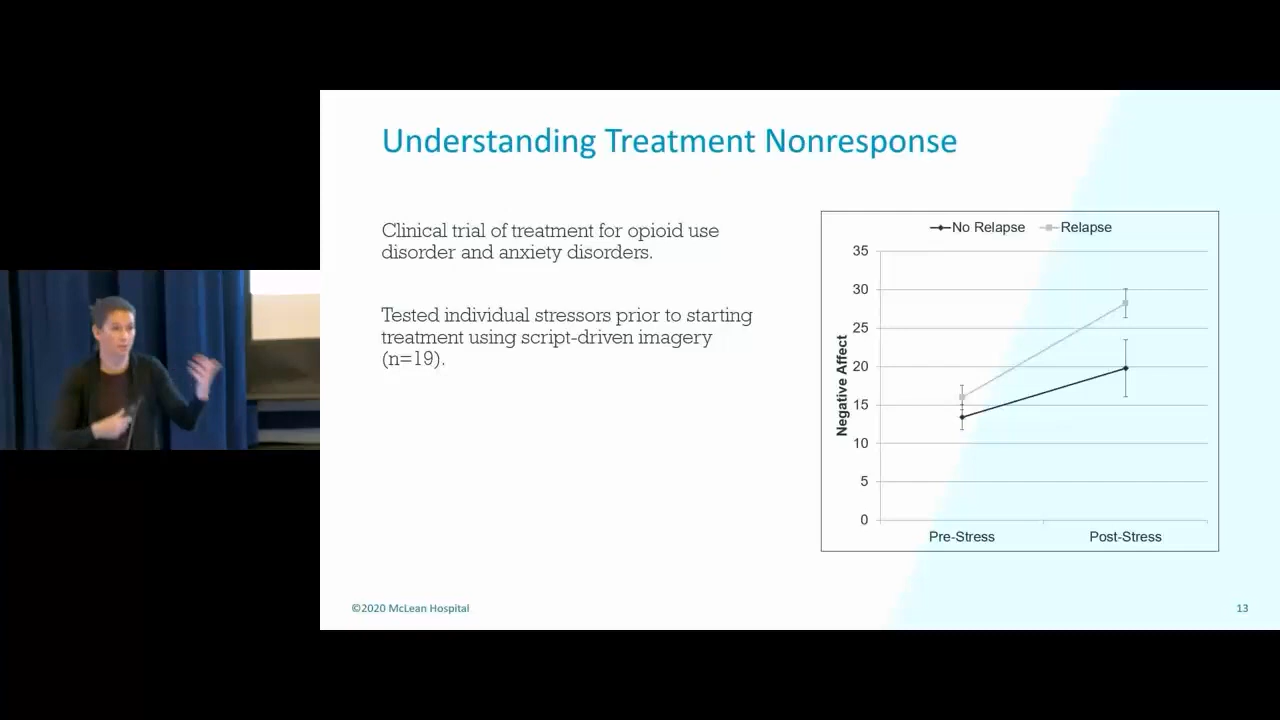 Understanding Treatment Nonresponse
Clinical trial of treatment for opioid use
disorder and anxiety disorders.
Tested individual stressors prior to starting
treatment using script-driven imagery
(n=19).
No Relapse Relapse
35
30
25
20
15
10
5
0
Negative Affect
Pre-Stress Post-Stress
©2020 McLean Hospital
13